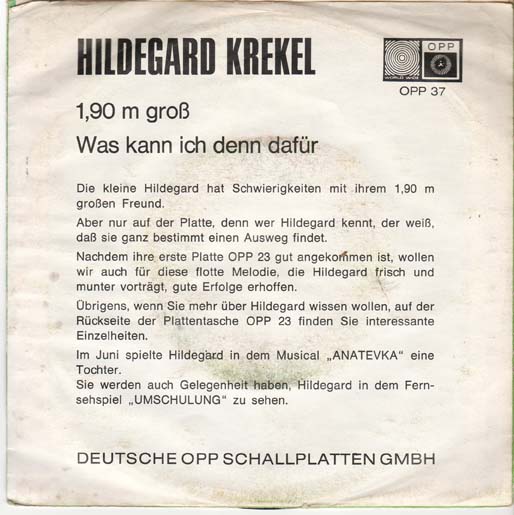 HILDEGARD KREKEL
OPP
WORLD WIDE
OPP 37
1,90 m groß
Was kann ich denn dafür
Die kleine Hildegard hat Schwierigkeiten mit ihrem 1,90 m
großen Freund.
Aber nur auf der Platte, denn wer Hildegard kennt, der weiß,
daß sie ganz bestimmt einen Ausweg findet.
Nachdem ihre erste Platte OPP 23 gut angekommen ist, wollen
wir auch für diese flotte Melodie, die Hildegard frisch und
munter vorträgt, gute Erfolge erhoffen.
Übrigens, wenn Sie mehr über Hildegard wissen wollen, auf der
Rückseite der Plattentasche OPP 23 finden Sie interessante
Einzelheiten.
Im Juni spielte Hildegard in dem Musical „ANATEVKA“ eine
Tochter.
Sie werden auch Gelegenheit haben, Hildegard in dem Fern-
sehspiel „UMSCHULUNG“ zu sehen.
DEUTSCHE OPP SCHALLPLATTEN GMBH